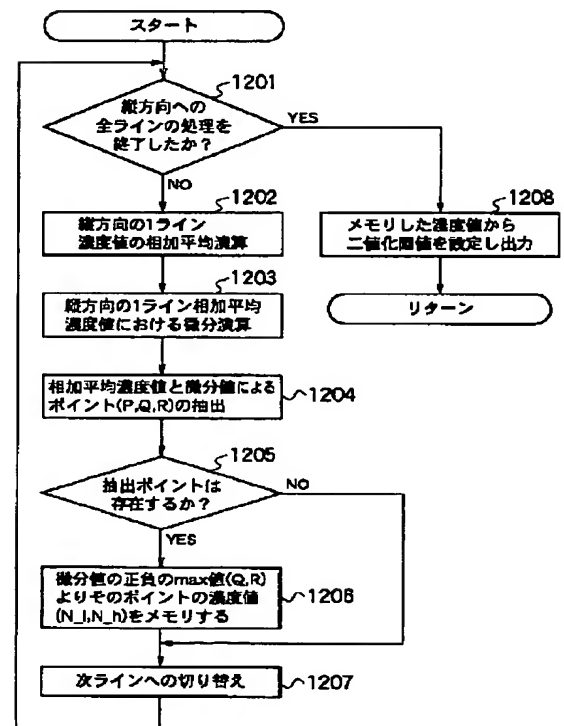 スタート
1201
縦方向への
全ラインの処理を
終了したか？
YES
NO
1202
縦方向の1ライン
濃度値の相加平均演算
1208
メモリした濃度値から
二値化閾値を設定し出力
1203
縦方向の1ライン相加平均
濃度値における微分演算
リターン
相加平均濃度値と微分値による
ポイント(P,Q,R)の抽出
1204
1205
抽出ポイントは
存在するか？
NO
YES
微分値の正負のmax値(Q,R)
よりそのポイントの濃度値
(N_l,N_h)をメモリする
1206
次ラインへの切り替え
1207